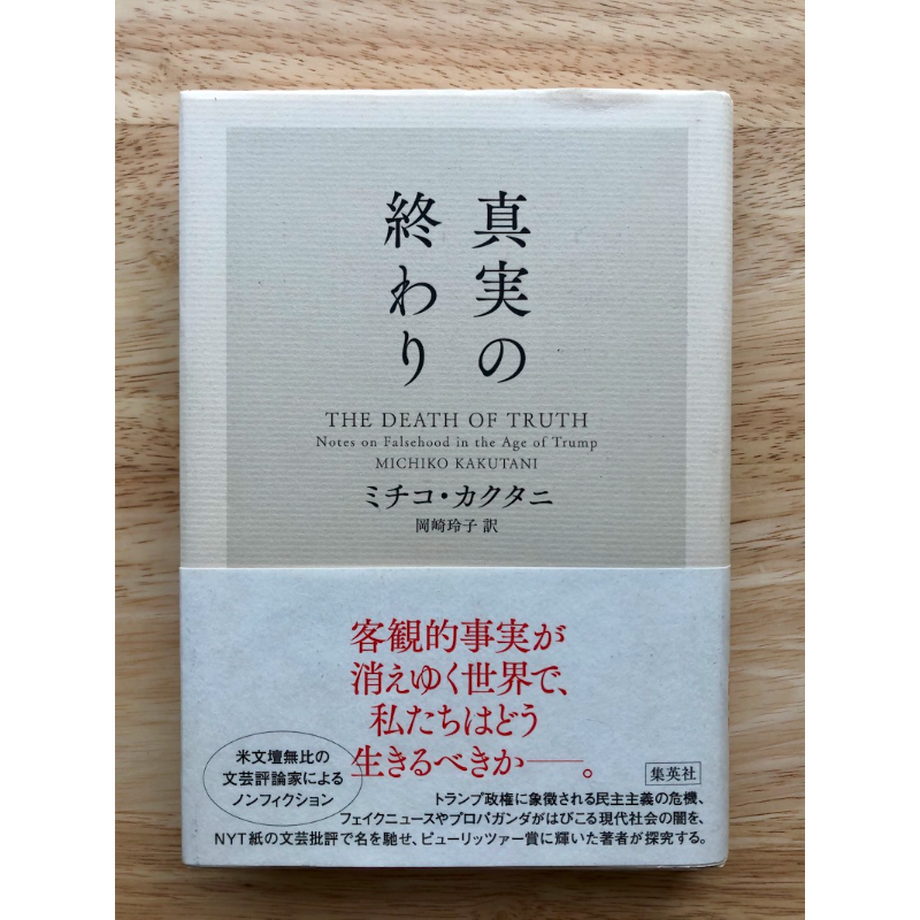 真実の
終わり
THE DEATH OF TRUTH
Notes on Falsehood in the Age of Trump
MICHIKO KAKUTANI
ミチコ・カクタニ
岡崎玲子 訳
客観的事実が
消えゆく世界で、
私たちはどう
生きるべきか──。
米文壇無比の
文芸評論家による
ノンフィクション
集英社
トランプ政権に象徴される民主主義の危機、
フェイクニュースやプロパガンダがはびこる現代社会の闇を、
NYT紙の文芸批評で名を馳せ、ピューリッツァー賞に輝いた著者が探究する。